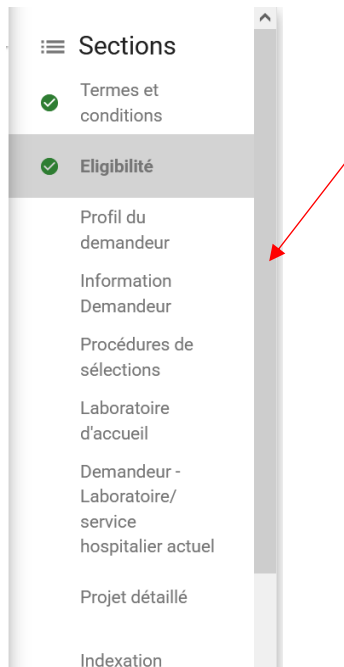 Sections
Termes et
conditions
Eligibilité
Profil du
demandeur
Information
Demandeur
Procédures de
sélections
Laboratoire
d'accueil
Demandeur -
Laboratoire/
service
hospitalier actuel
Projet détaillé
Indexation